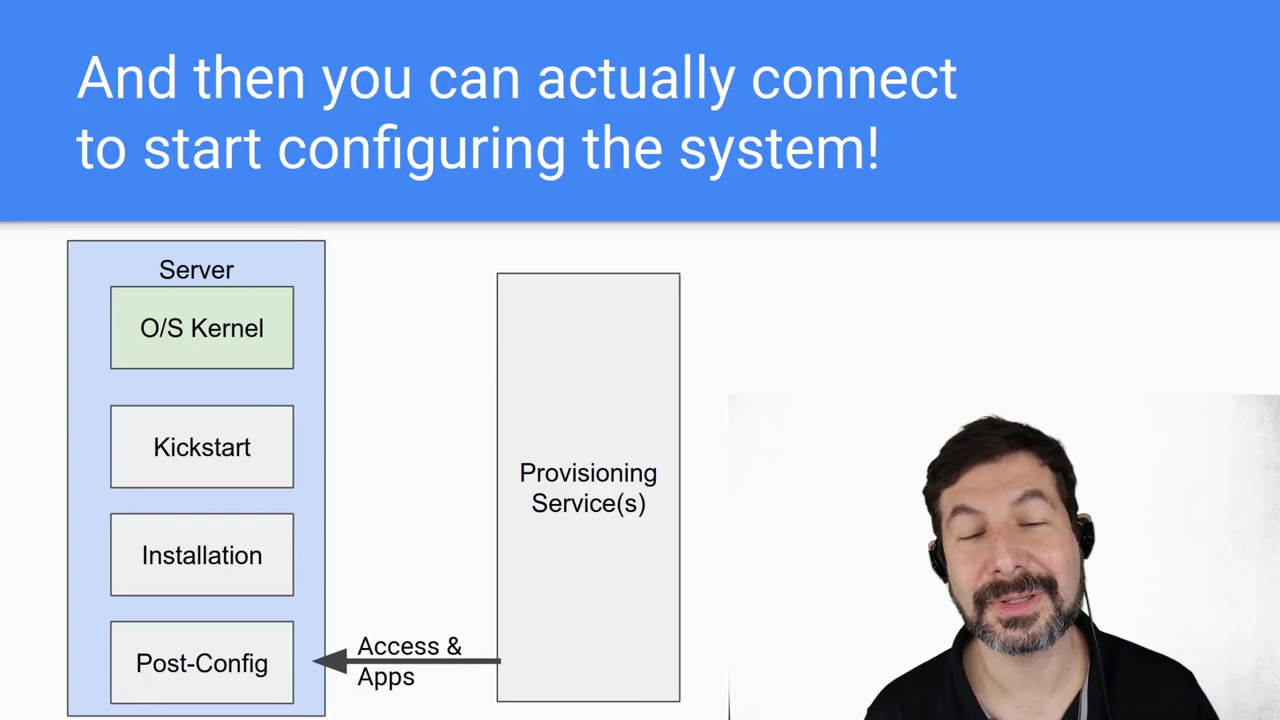 And then you can actually connect
to start configuring the system!
Server
O/S Kernel
Kickstart
Installation
Post-Config
Access &
Apps
Provisioning
Service(s)